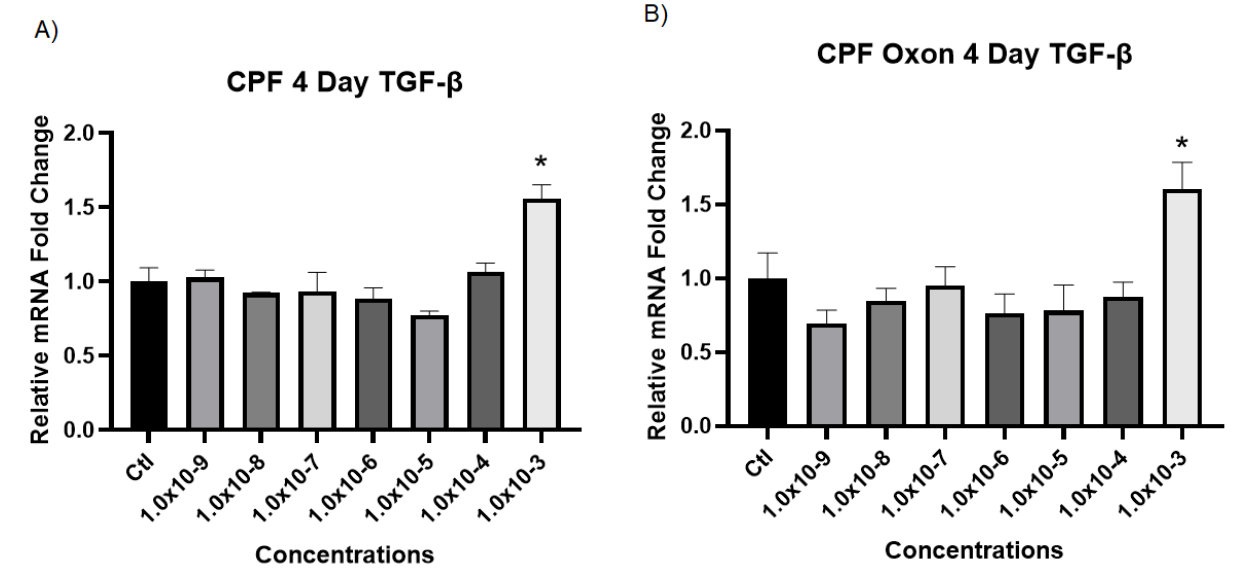 A)
CPF 4 Day TGF-β
Relative mRNA Fold Change
2.0
1.5
1.0
0.5
0.0
*
Ctl
1.0x10-9
1.0x10-8
1.0x10-7
1.0x10-6
1.0x10-5
1.0x10-4
1.0x10-3
Concentrations
B)
CPF Oxon 4 Day TGF-β
Relative mRNA Fold Change
2.0
1.5
1.0
0.5
0.0
*
Ctl
1.0x10-9
1.0x10-8
1.0x10-7
1.0x10-6
1.0x10-5
1.0x10-4
1.0x10-3
Concentrations